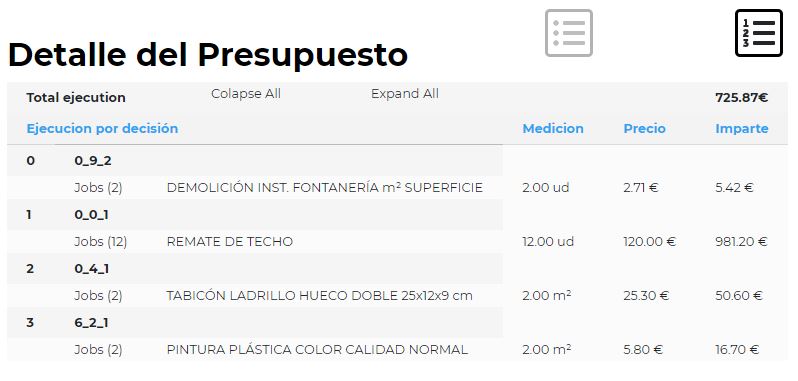 Detalle del Presupuesto
1
2
3
Total ejecution Colapse All Expand All 725.87€
Ejecucion por decisión Medicion Precio Imparte
0 0_9_2
Jobs (2) DEMOLICIÓN INST. FONTANERÍA m² SUPERFICIE 2.00 ud 2.71 € 5.42 €
1 0_0_1
Jobs (12) REMATE DE TECHO 12.00 ud 120.00 € 981.20 €
2 0_4_1
Jobs (2) TABICÓN LADRILLO HUECO DOBLE 25x12x9 cm 2.00 m² 25.30 € 50.60 €
3 6_2_1
Jobs (2) PINTURA PLÁSTICA COLOR CALIDAD NORMAL 2.00 m² 5.80 € 16.70 €